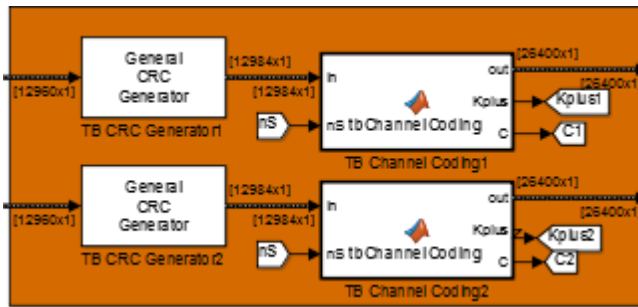 General
CRC
Generator
[12960x1]
[12984x1]
[12984x1]
TB CRC Generator1
nS
in
nS tbChannelCoding
out
Kplus
C
[26400x1]
[26400x1]
Kplus1
C1
TB Channel Coding1
General
CRC
Generator
[12960x1]
[12984x1]
[12984x1]
TB CRC Generator2
nS
in
nS tbChannelCoding
out
Kplus
C
[26400x1]
[26400x1]
Kplus2
C2
TB Channel Coding2